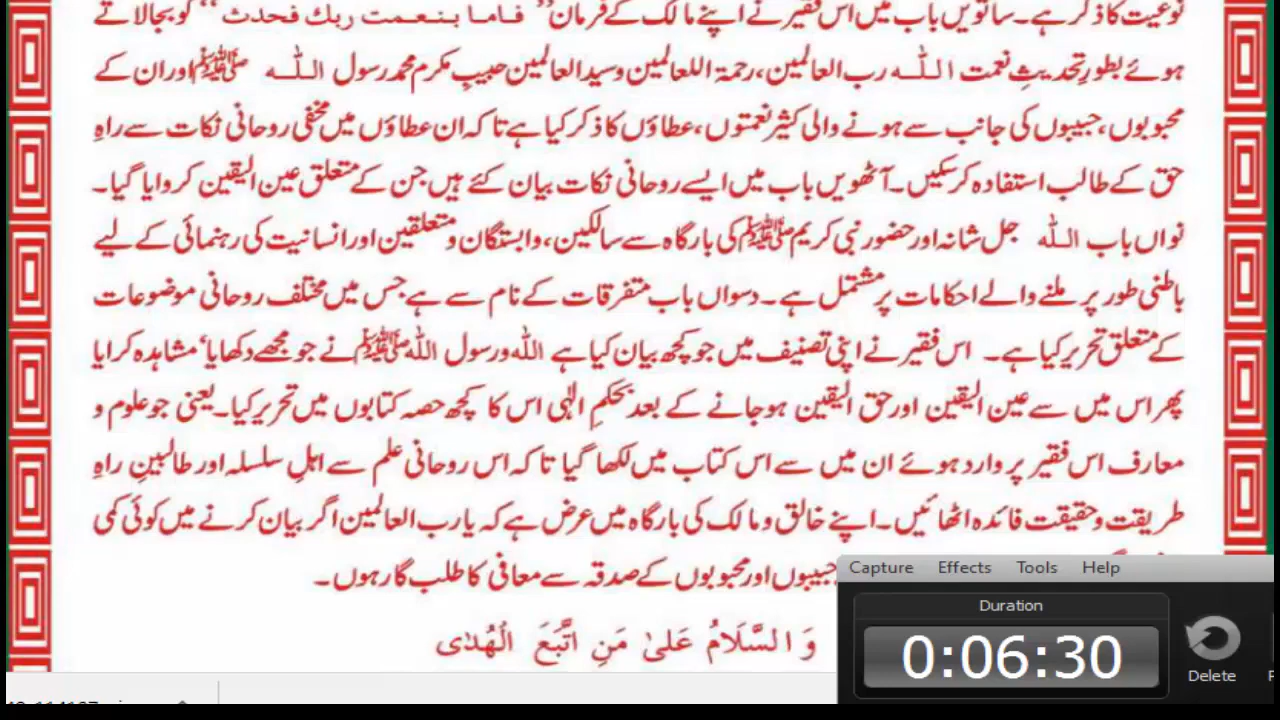 نوعیت کا ذکر ہے۔ ساتویں باب میں اس فقیر نے اپنے مالک کے فرمان ”فاما بنعمت ربك فحدث“ کو بجا لاتے
ہوئے بطورِ تحدیثِ نعمت اللہ رب العالمین، رحمۃ اللعالمین وسید العالمین حبیبِ مکرم محمد رسول اللہ ﷺ اور ان کے
محبوبوں، حبیبوں کی جانب سے ہونے والی کثیر نعمتوں، عطاؤں کا ذکر کیا ہے تاکہ ان عطاؤں میں مخفی روحانی نکات سے راہِ
حق کے طالب استفادہ کرسکیں۔ آٹھویں باب میں ایسے روحانی نکات بیان کئے ہیں جن کے متعلق عین الیقین کروایا گیا۔
نواں باب اللہ جل شانہ اور حضور نبی کریم ﷺ کی بارگاہ سے سالکین، وابستگان و متعلقین اور انسانیت کی رہنمائی کے لیے
باطنی طور پر ملنے والے احکامات پر مشتمل ہے۔ دسواں باب متفرقات کے نام سے ہے جس میں مختلف روحانی موضوعات
کے متعلق تحریر کیا ہے۔ اس فقیر نے اپنی تصنیف میں جو کچھ بیان کیا ہے اللہ ورسول اللہ ﷺ نے جو مجھے دکھایا‘ مشاہدہ کرایا
پھر اس میں سے عین الیقین اور حق الیقین ہوجانے کے بعد بحکمِ الٰہی اس کا کچھ حصہ کتابوں میں تحریر کیا۔ یعنی جو علوم و
معارف اس فقیر پر وارد ہوئے ان میں سے اس کتاب میں لکھا گیا تاکہ اس روحانی علم سے اہلِ سلسلہ اور طالبینِ راہِ
طریقت وحقیقت فائدہ اٹھائیں۔ اپنے خالق و مالک کی بارگاہ میں عرض ہے کہ یارب العالمین اگر بیان کرنے میں کوئی کمی
حبیبوں اور محبوبوں کے صدقہ سے معافی کا طلب گار ہوں۔
وَالسَّلَامُ عَلیٰ مَنِ اتَّبَعَ الْھُدٰی
Capture Effects Tools Help
Duration
0:06:30
Delete